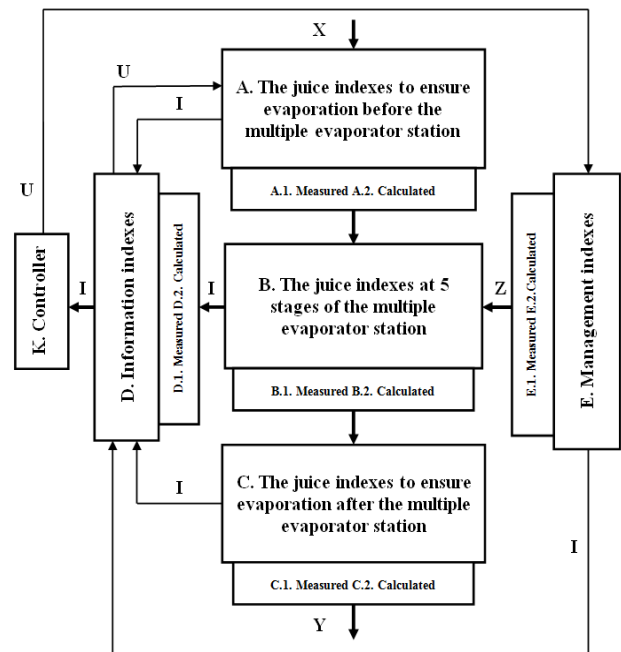 X
U
A. The juice indexes to ensure
evaporation before the
multiple evaporator station
I
A.1. Measured A.2. Calculated
U
K. Controller
I
D. Information indexes
D.1. Measured D.2. Calculated
I
B. The juice indexes at 5
stages of the multiple
evaporator station
B.1. Measured B.2. Calculated
Z
E.1. Measured E.2.Calculated
E. Management indexes
I
C. The juice indexes to ensure
evaporation after the multiple
evaporator station
C.1. Measured C.2. Calculated
I
Y